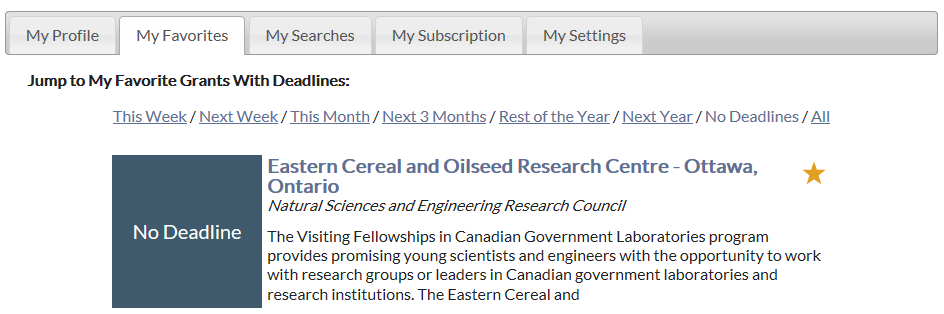 My Profile My Favorites My Searches My Subscription My Settings
Jump to My Favorite Grants With Deadlines:
This Week / Next Week / This Month / Next 3 Months / Rest of the Year / Next Year / No Deadlines / All
No Deadline
Eastern Cereal and Oilseed Research Centre - Ottawa,
Ontario
Natural Sciences and Engineering Research Council
The Visiting Fellowships in Canadian Government Laboratories program
provides promising young scientists and engineers with the opportunity to work
with research groups or leaders in Canadian government laboratories and
research institutions. The Eastern Cereal and